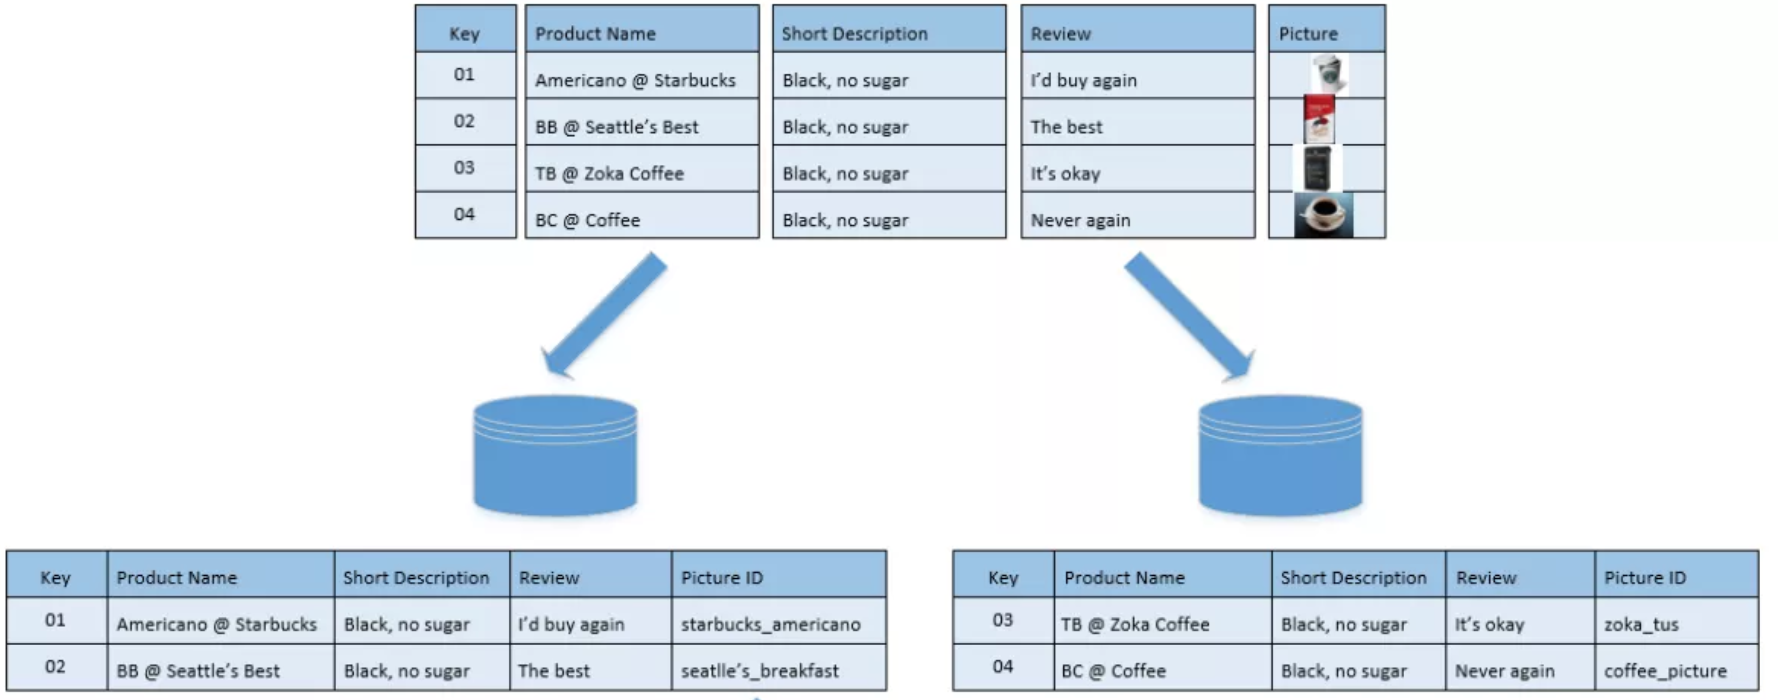 Key Product Name Short Description Review Picture
01 Americano @ Starbucks Black, no sugar I'd buy again
02 BB @ Seattle's Best Black, no sugar The best
03 TB @ Zoka Coffee Black, no sugar It's okay
04 BC @ Coffee Black, no sugar Never again
Key Product Name Short Description Review Picture ID
01 Americano @ Starbucks Black, no sugar I'd buy again starbucks_americano
02 BB @ Seattle's Best Black, no sugar The best seatlle's_breakfast
Key Product Name Short Description Review Picture ID
03 TB @ Zoka Coffee Black, no sugar It's okay zoka_tus
04 BC @ Coffee Black, no sugar Never again coffee_picture